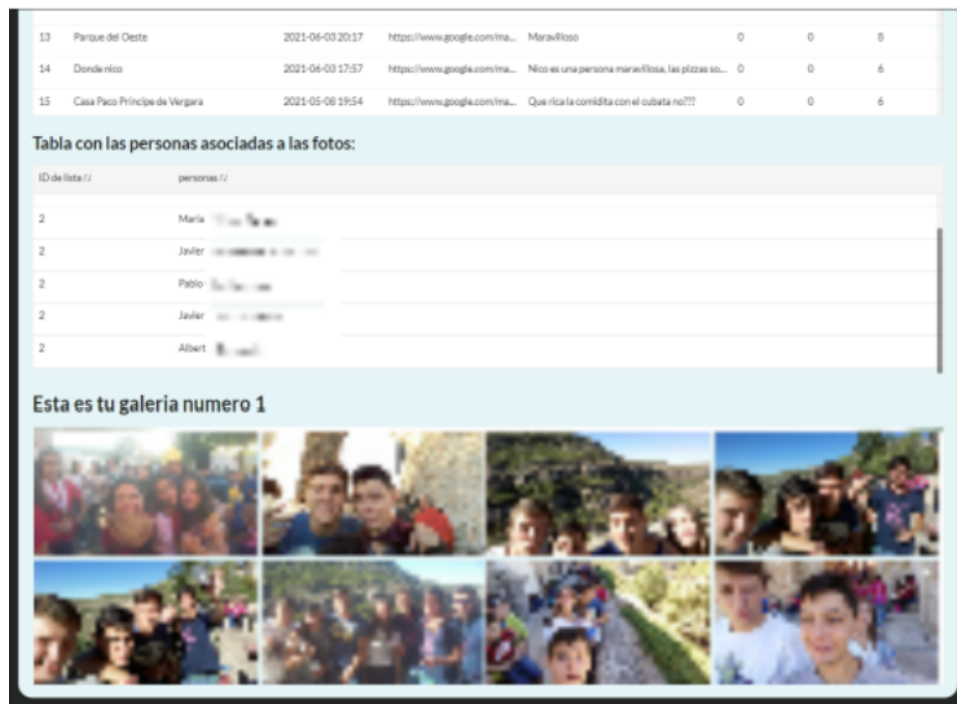 13 Parque del Oeste 2021-06-03 20:17 https://www.google.com/ma... Maravilloso 0 0 8
14 Donde nico 2021-06-03 17:57 https://www.google.com/ma... Nico es una persona maravillosa, las pizzas so... 0 0 6
15 Casa Paco Príncipe de Vergara 2021-05-08 19:54 https://www.google.com/ma... Que rica la comidita con el cubata no??? 0 0 6
Tabla con las personas asociadas a las fotos:
ID de lista personas
2 Maria
2 Javier
2 Pablo
2 Javier
2 Albert
Esta es tu galeria numero 1